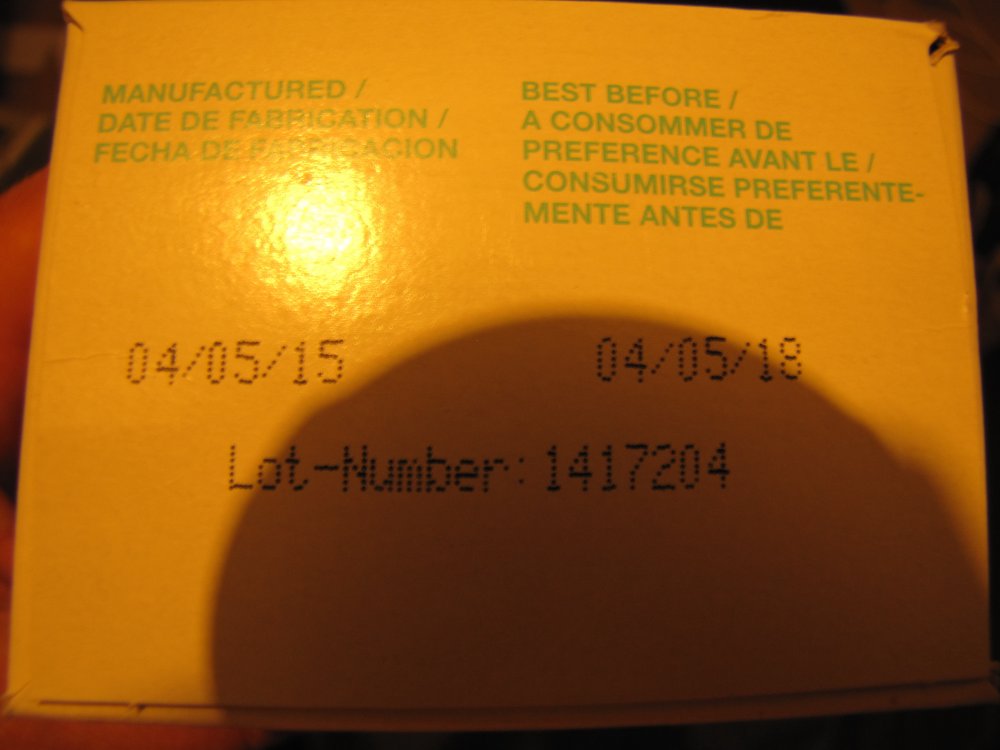 MANUFACTURED /
DATE DE FABRICATION /
FECHA DE FABRICACION
BEST BEFORE /
A CONSOMMER DE
PREFERENCE AVANT LE /
CONSUMIRSE PREFERENTE-
MENTE ANTES DE
04/05/15 04/05/18
Lot-Number: 1417204